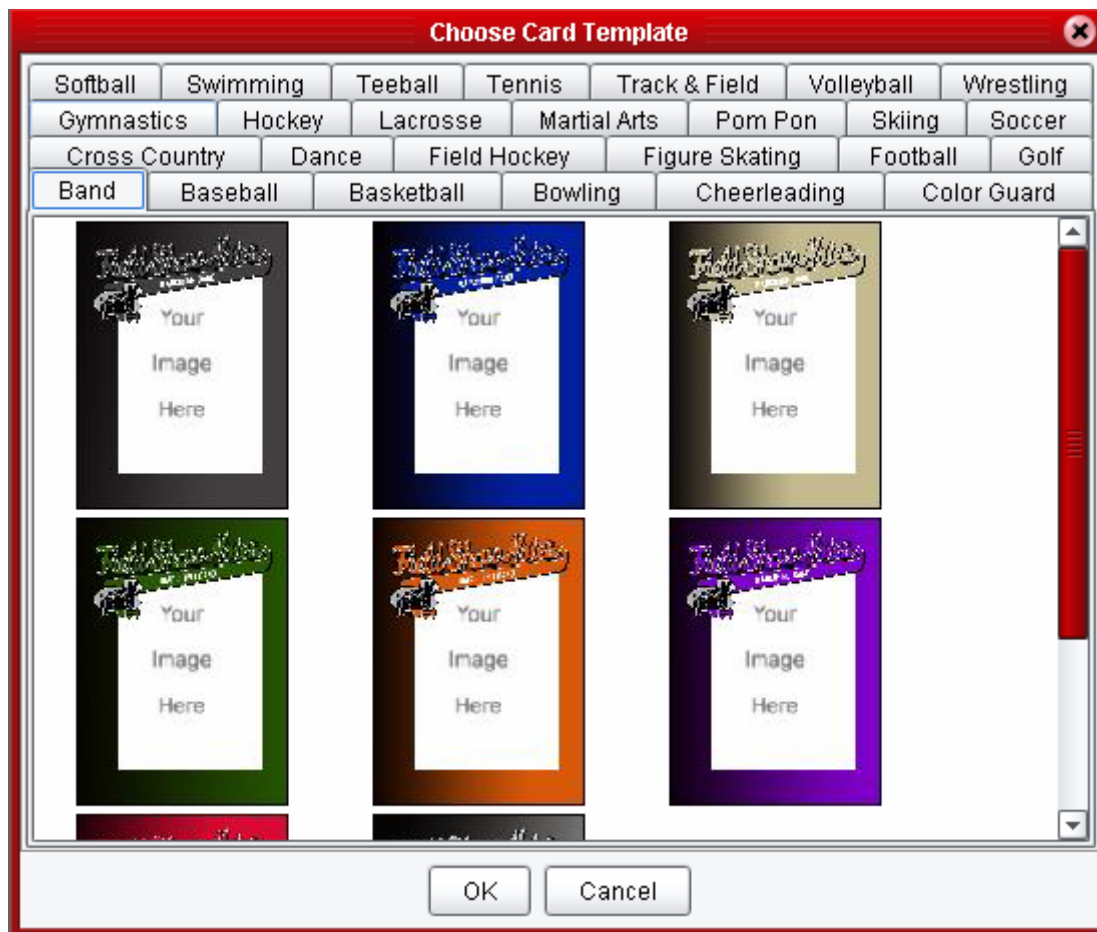 Choose Card Template
Softball Swimming Teeball Tennis Track & Field Volleyball Wrestling
Gymnastics Hockey Lacrosse Martial Arts Pom Pon Skiing Soccer
Cross Country Dance Field Hockey Figure Skating Football Golf
Band Baseball Basketball Bowling Cheerleading Color Guard
Your Your Your
Image Image Image
Here Here Here
Your Your Your
Image Image Image
Here Here Here
OK Cancel